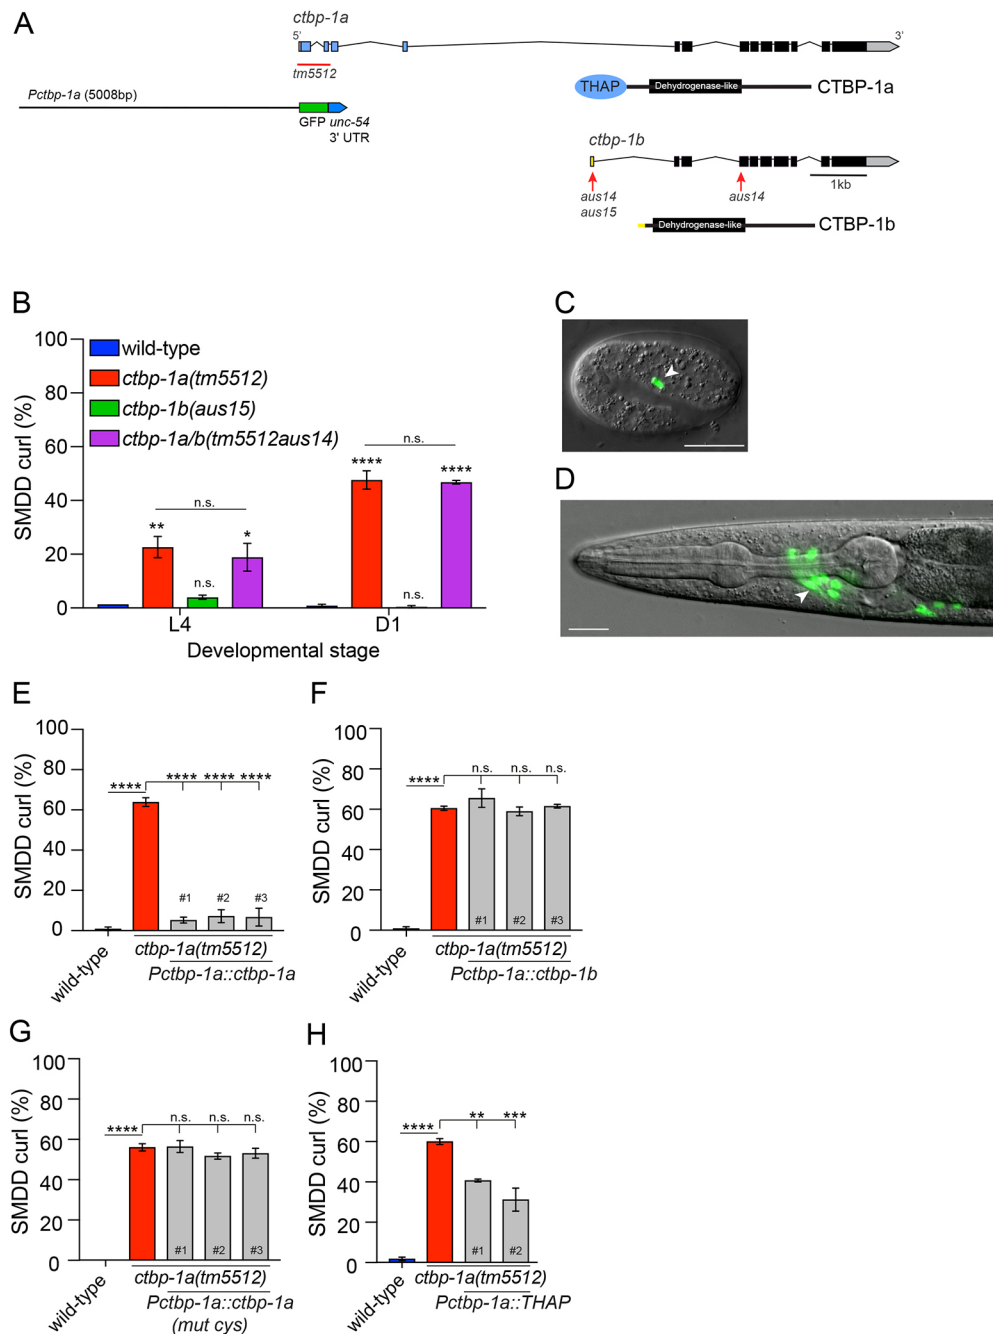 A
ctbp-1a
5'
3'
tm5512
Pctbp-1a (5008bp)
GFP unc-54
3' UTR
THAP
Dehydrogenase-like
CTBP-1a
ctbp-1b
aus14
aus15
aus14
1kb
Dehydrogenase-like
CTBP-1b
B
SMDD curl (%)
100
80
60
40
20
0
wild-type
ctbp-1a(tm5512)
ctbp-1b(aus15)
ctbp-1a/b(tm5512aus14)
n.s.
**
n.s.
*
n.s.
****
n.s.
****
L4
D1
Developmental stage
C
D
E
SMDD curl (%)
100
80
60
40
20
0
****
**** **** ****
#1 #2 #3
wild-type
ctbp-1a(tm5512)
Pctbp-1a::ctbp-1a
F
SMDD curl (%)
100
80
60
40
20
0
****
n.s. n.s. n.s.
#1 #2 #3
wild-type
ctbp-1a(tm5512)
Pctbp-1a::ctbp-1b
G
SMDD curl (%)
100
80
60
40
20
0
****
n.s. n.s. n.s.
#1 #2 #3
wild-type
ctbp-1a(tm5512)
Pctbp-1a::ctbp-1a
(mut cys)
H
SMDD curl (%)
100
80
60
40
20
0
****
** ***
#1 #2
wild-type
ctbp-1a(tm5512)
Pctbp-1a::THAP